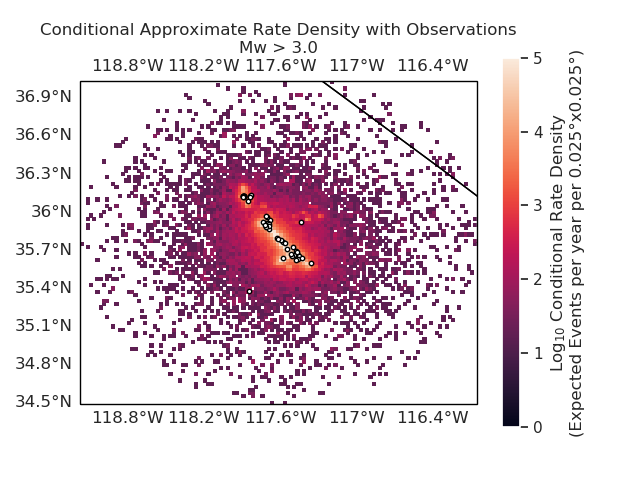 Conditional Approximate Rate Density with Observations
Mw > 3.0
118.8°W 118.2°W 117.6°W 117°W 116.4°W
36.9°N
36.6°N
36.3°N
36°N
35.7°N
35.4°N
35.1°N
34.8°N
34.5°N
118.8°W 118.2°W 117.6°W 117°W 116.4°W
5
4
3
2
1
0
Log₁₀ Conditional Rate Density
(Expected Events per year per 0.025°x0.025°)